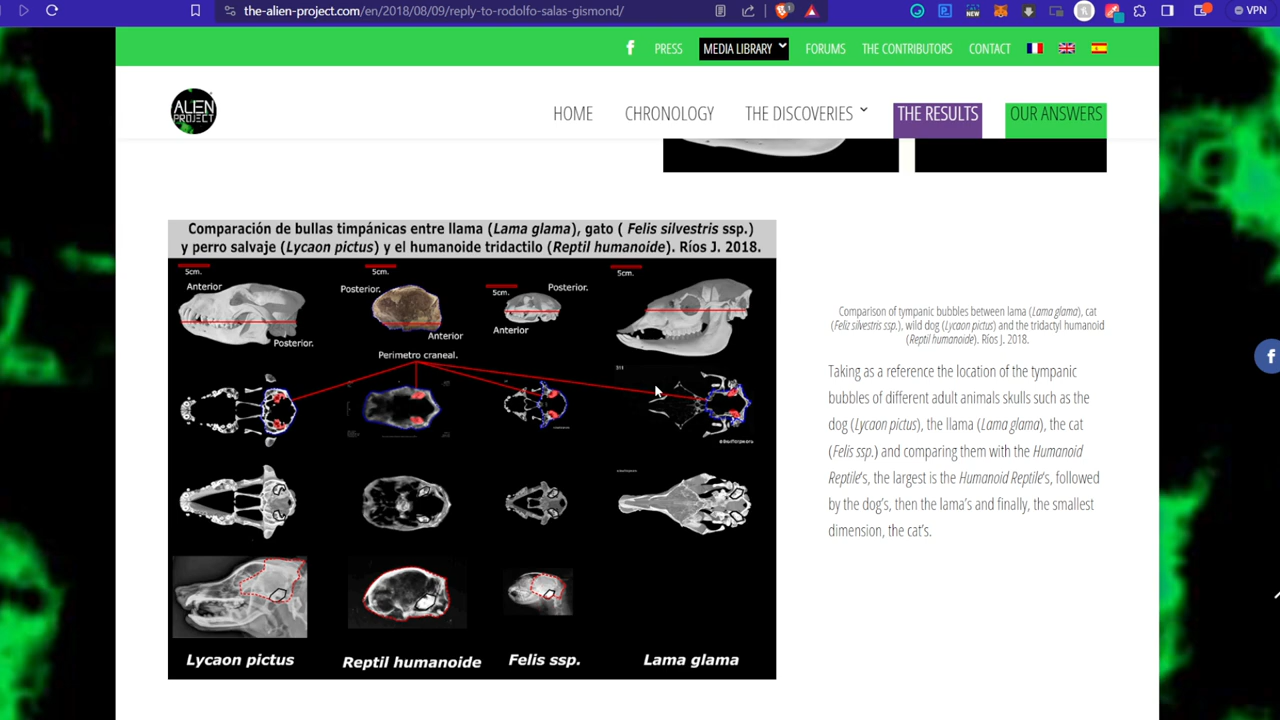 the-alien-project.com/en/2018/08/09/reply-to-rodolfo-salas-gismond/
1
NEW
VPN
PRESS
MEDIA LIBRARY
FORUMS
THE CONTRIBUTORS
CONTACT
ALEN PROJECT
HOME
CHRONOLOGY
THE DISCOVERIES
THE RESULTS
OUR ANSWERS
Comparación de bullas timpánicas entre llama (Lama glama), gato ( Felis silvestris ssp.)
y perro salvaje (Lycaon pictus) y el humanoide tridactilo (Reptil humanoide). Ríos J. 2018.
5cm.
5cm.
5cm.
5cm.
Anterior
Posterior.
Posterior.
Anterior
Posterior.
Anterior
Perimetro craneal.
Lycaon pictus
Reptil humanoide
Felis ssp.
Lama glama
Comparison of tympanic bubbles between lama (Lama glama), cat
(Feliz silvestris ssp.), wild dog (Lycaon pictus) and the tridactyl humanoid
(Reptil humanoide). Ríos J. 2018.
Taking as a reference the location of the tympanic
bubbles of different adult animals skulls such as the
dog (Lycaon pictus), the llama (Lama glama), the cat
(Felis ssp.) and comparing them with the Humanoid
Reptile's, the largest is the Humanoid Reptile's, followed
by the dog's, then the lama's and finally, the smallest
dimension, the cat's.